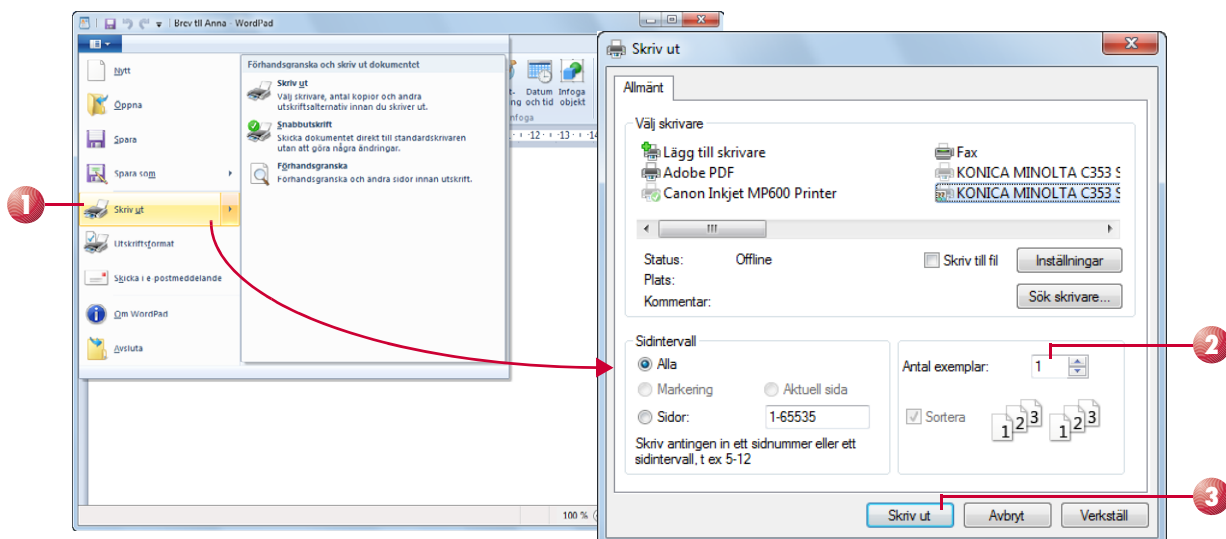 Brev till Anna - WordPad
Nytt
Öppna
Spara
Spara som
Skriv ut
Utskriftsformat
Skicka i e-postmeddelande
Om WordPad
Avsluta
Förhandsgranska och skriv ut dokumentet
Skriv ut
Välj skrivare, antal kopior och andra
utskriftsalternativ innan du skriver ut.
Snabbutskrift
Skicka dokumentet direkt till standardskrivaren
utan att göra några ändringar.
Förhandsgranska
Förhandsgranska och ändra sidor innan utskrift.
Datum Infoga
ng och tid objekt
nfoga
12 13 14
100 %
1
Skriv ut
Allmänt
Välj skrivare
Lägg till skrivare
Adobe PDF
Canon Inkjet MP600 Printer
Fax
KONICA MINOLTA C353 S
KONICA MINOLTA C353 S
Status: Offline
Plats:
Kommentar:
Skriv till fil
Inställningar
Sök skrivare...
Sidintervall
Alla
Markering
Aktuell sida
Sidor: 1-65535
Skriv antingen in ett sidnummer eller ett
sidintervall, t ex 5-12
Antal exemplar: 1
2
Sortera
1 2 3 1 2 3
3
Skriv ut
Avbryt
Verkställ